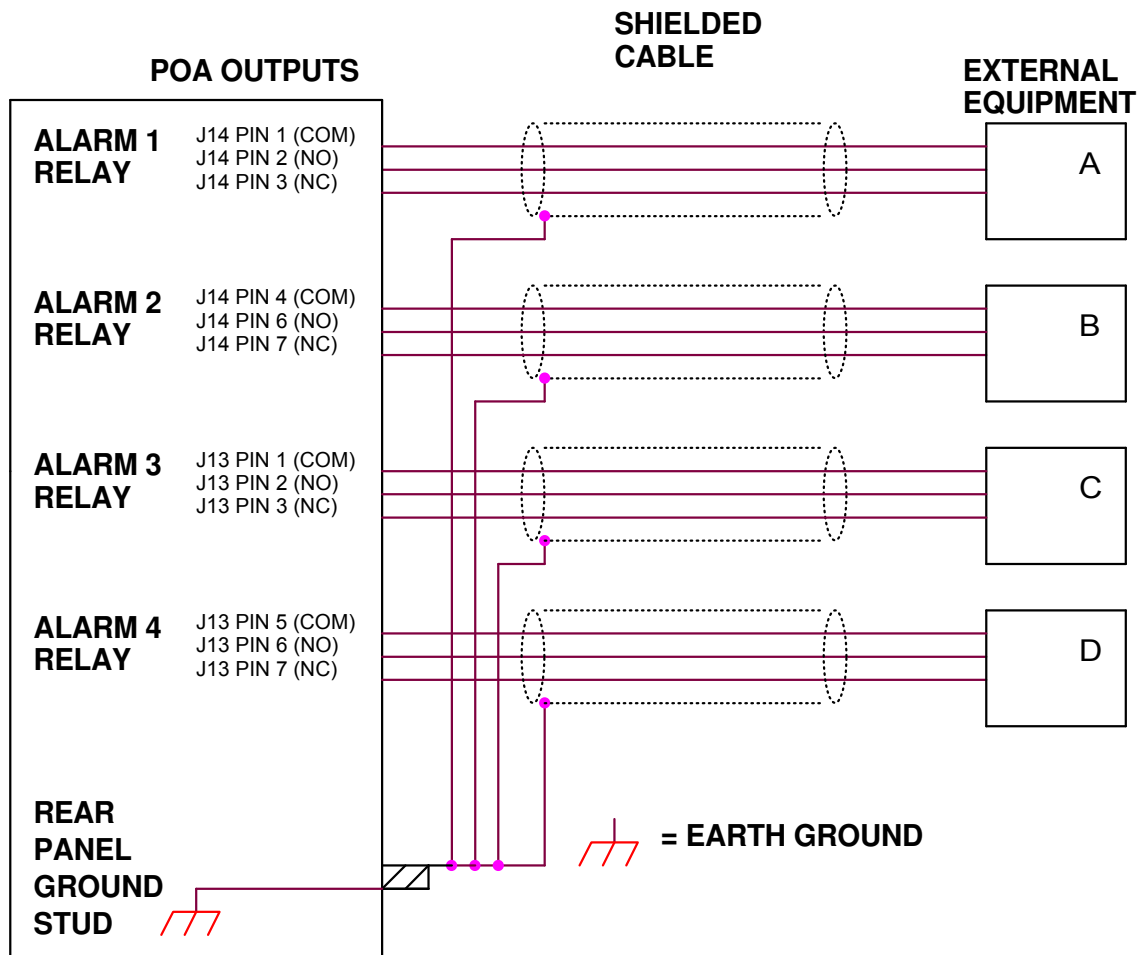 SHIELDED
CABLE
POA OUTPUTS
EXTERNAL
EQUIPMENT
ALARM 1
RELAY
J14 PIN 1 (COM)
J14 PIN 2 (NO)
J14 PIN 3 (NC)
A
ALARM 2
RELAY
J14 PIN 4 (COM)
J14 PIN 6 (NO)
J14 PIN 7 (NC)
B
ALARM 3
RELAY
J13 PIN 1 (COM)
J13 PIN 2 (NO)
J13 PIN 3 (NC)
C
ALARM 4
RELAY
J13 PIN 5 (COM)
J13 PIN 6 (NO)
J13 PIN 7 (NC)
D
REAR
PANEL
GROUND
STUD
= EARTH GROUND